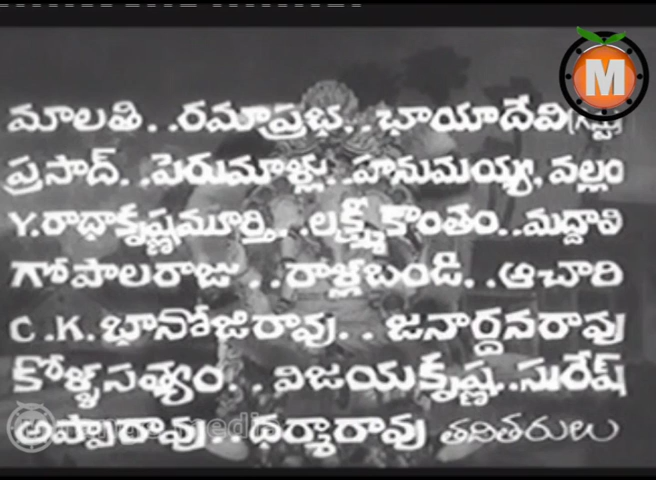 మాలతి..రమాప్రభ..ఛాయాదేవి
ప్రసాద్..పెరుమాళ్లు..హనుమయ్య, వల్లం
Y.రాధాకృష్ణమూర్తి..లక్ష్మీకాంతం..మద్దాలి
గోపాలరాజు..రాళ్లబండి..ఆచారి
C.K.భానోజీరావు..జనార్దనరావు
కోళ్ళసత్యం..విజయకృష్ణ..సురేష్
అప్పారావు..ధర్మారావు తదితరులు
M